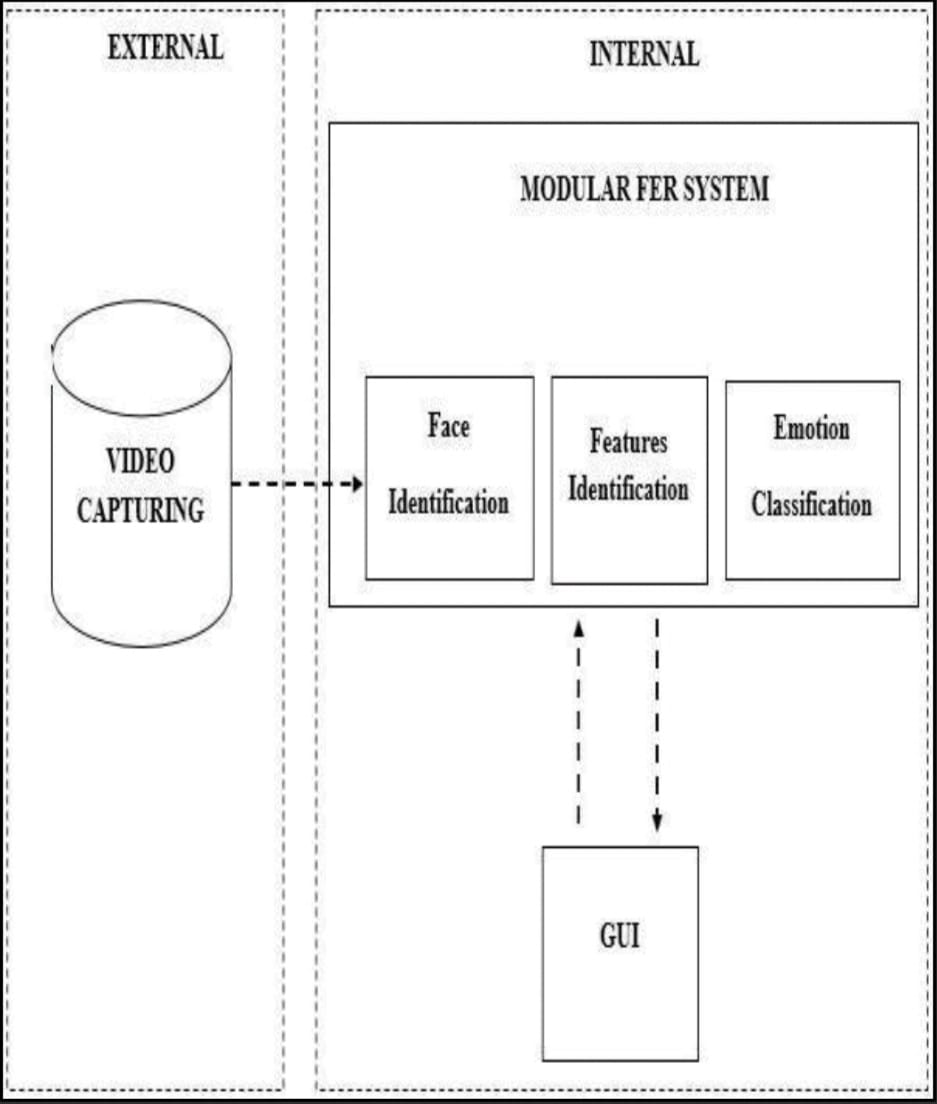 EXTERNAL
INTERNAL
MODULAR FER SYSTEM
VIDEO
CAPTURING
Face
Identification
Features
Identification
Emotion
Classification
GUI